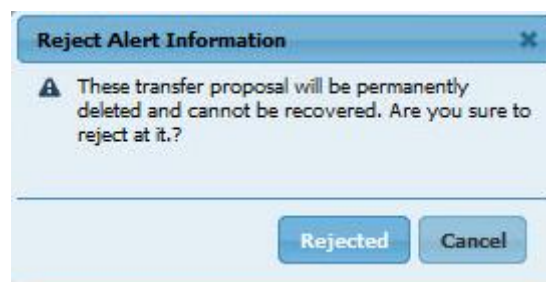 Reject Alert Information
These transfer proposal will be permanently
deleted and cannot be recovered. Are you sure to
reject at it.?
Rejected
Cancel